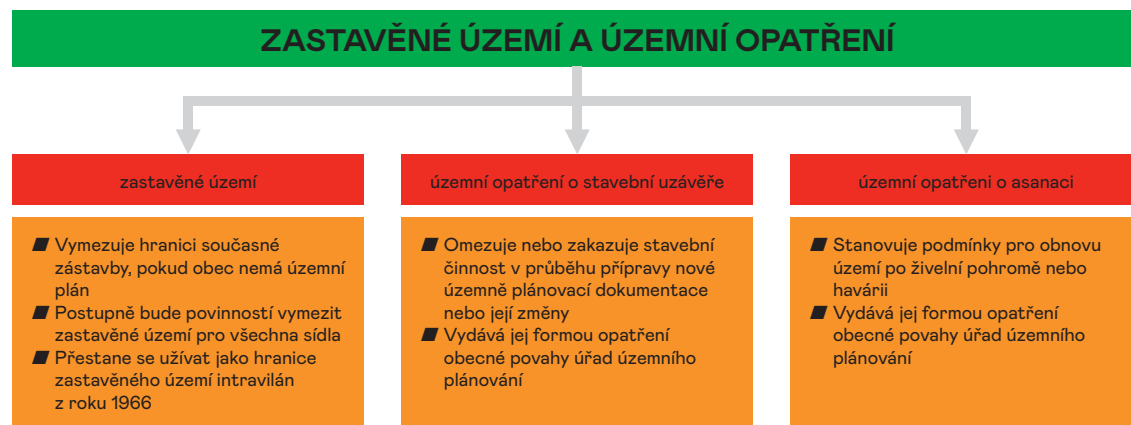 ZASTAVĚNÉ ÚZEMÍ A ÚZEMNÍ OPATŘENÍ
zastavěné území
Vymezuje hranici současné
zástavby, pokud obec nemá územní
plán
Postupně bude povinností vymezit
zastavěné území pro všechna sídla
Přestane se užívat jako hranice
zastavěného území intravilán
z roku 1966
územní opatření o stavební uzávěře
Omezuje nebo zakazuje stavební
činnost v průběhu přípravy nové
územně plánovací dokumentace
nebo její změny
Vydává jej formou opatření
obecné povahy úřad územního
plánování
územní opatřeni o asanaci
Stanovuje podmínky pro obnovu
území po živelní pohromě nebo
havárii
Vydává jej formou opatření
obecné povahy úřad územního
plánování